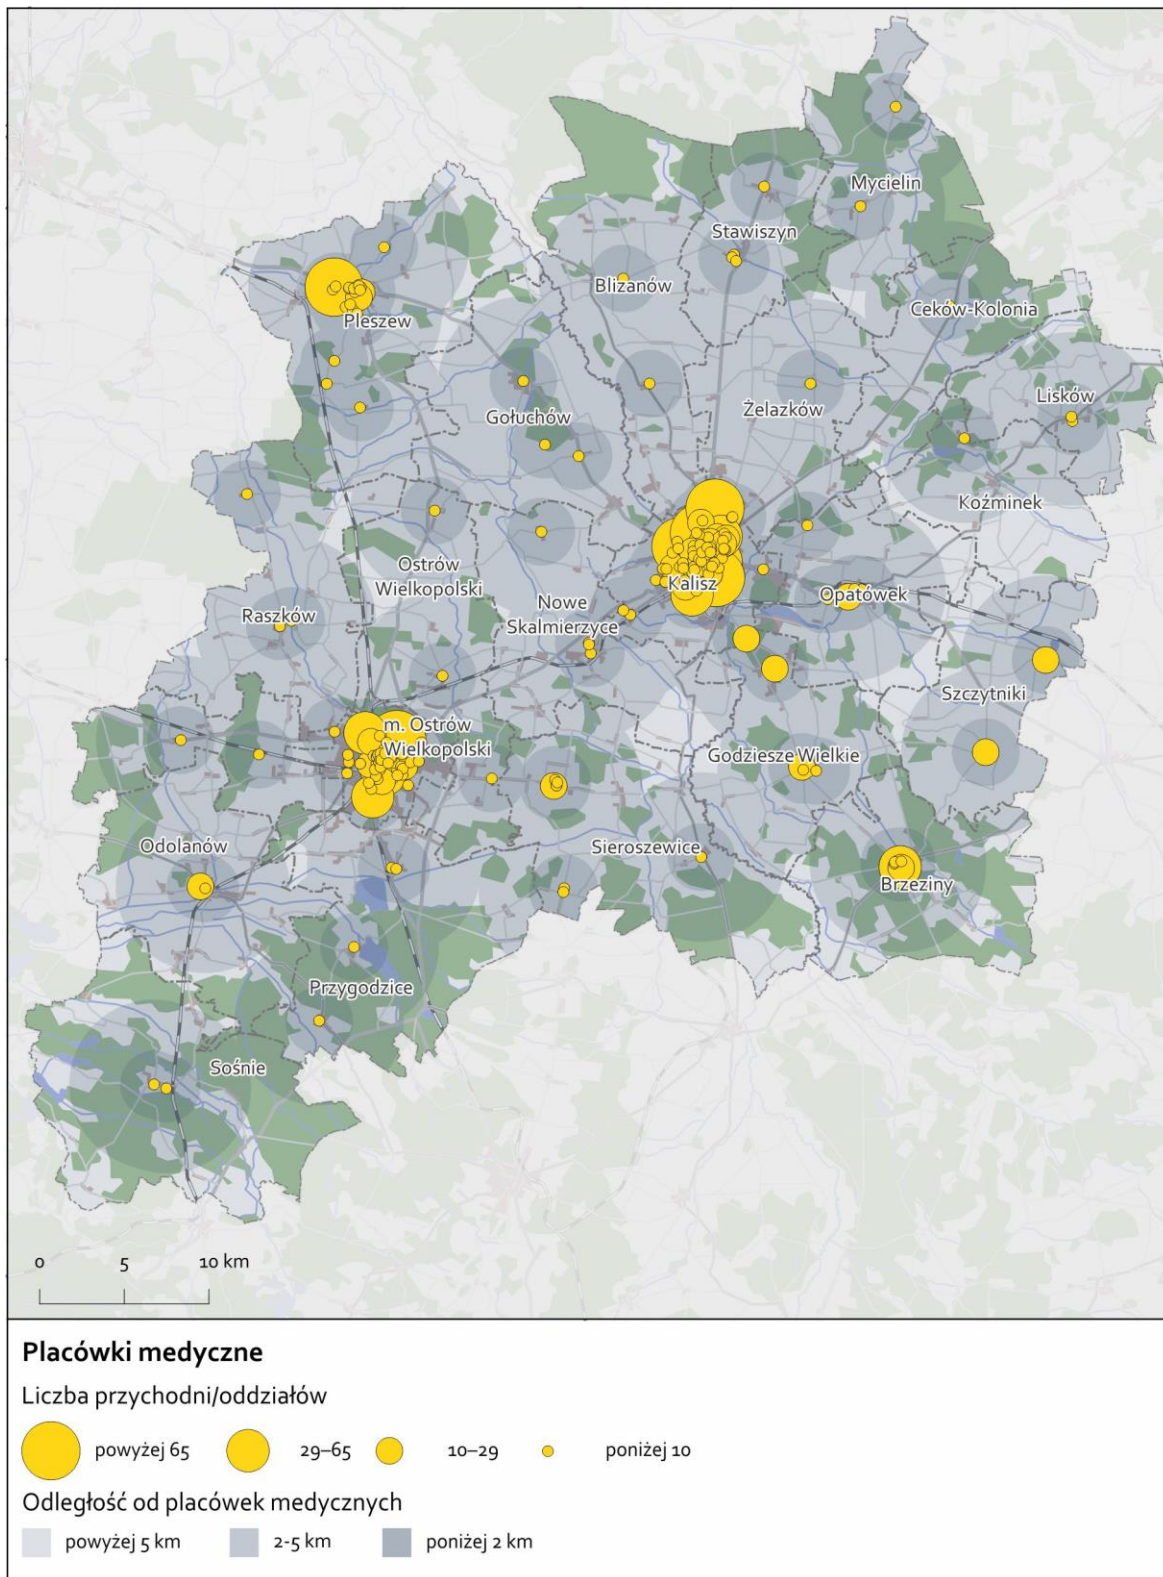 Mycielin
Stawiszyn
Blizanów
Ceków-Kolonia
Pleszew
Lisków
Żelazków
Gołuchów
Koźminek
Ostrów
Wielkopolski
Kalisz
Opatówek
Nowe
Skalmierzyce
Raszków
Szczytniki
m. Ostrów
Wielkopolski
Godziesze Wielkie
Odolanów
Sieroszewice
Brzeziny
Przygodzice
Sośnie
0 5 10 km
Placówki medyczne
Liczba przychodni/oddziałów
powyżej 65 29–65 10–29 poniżej 10
Odległość od placówek medycznych
powyżej 5 km 2-5 km poniżej 2 km